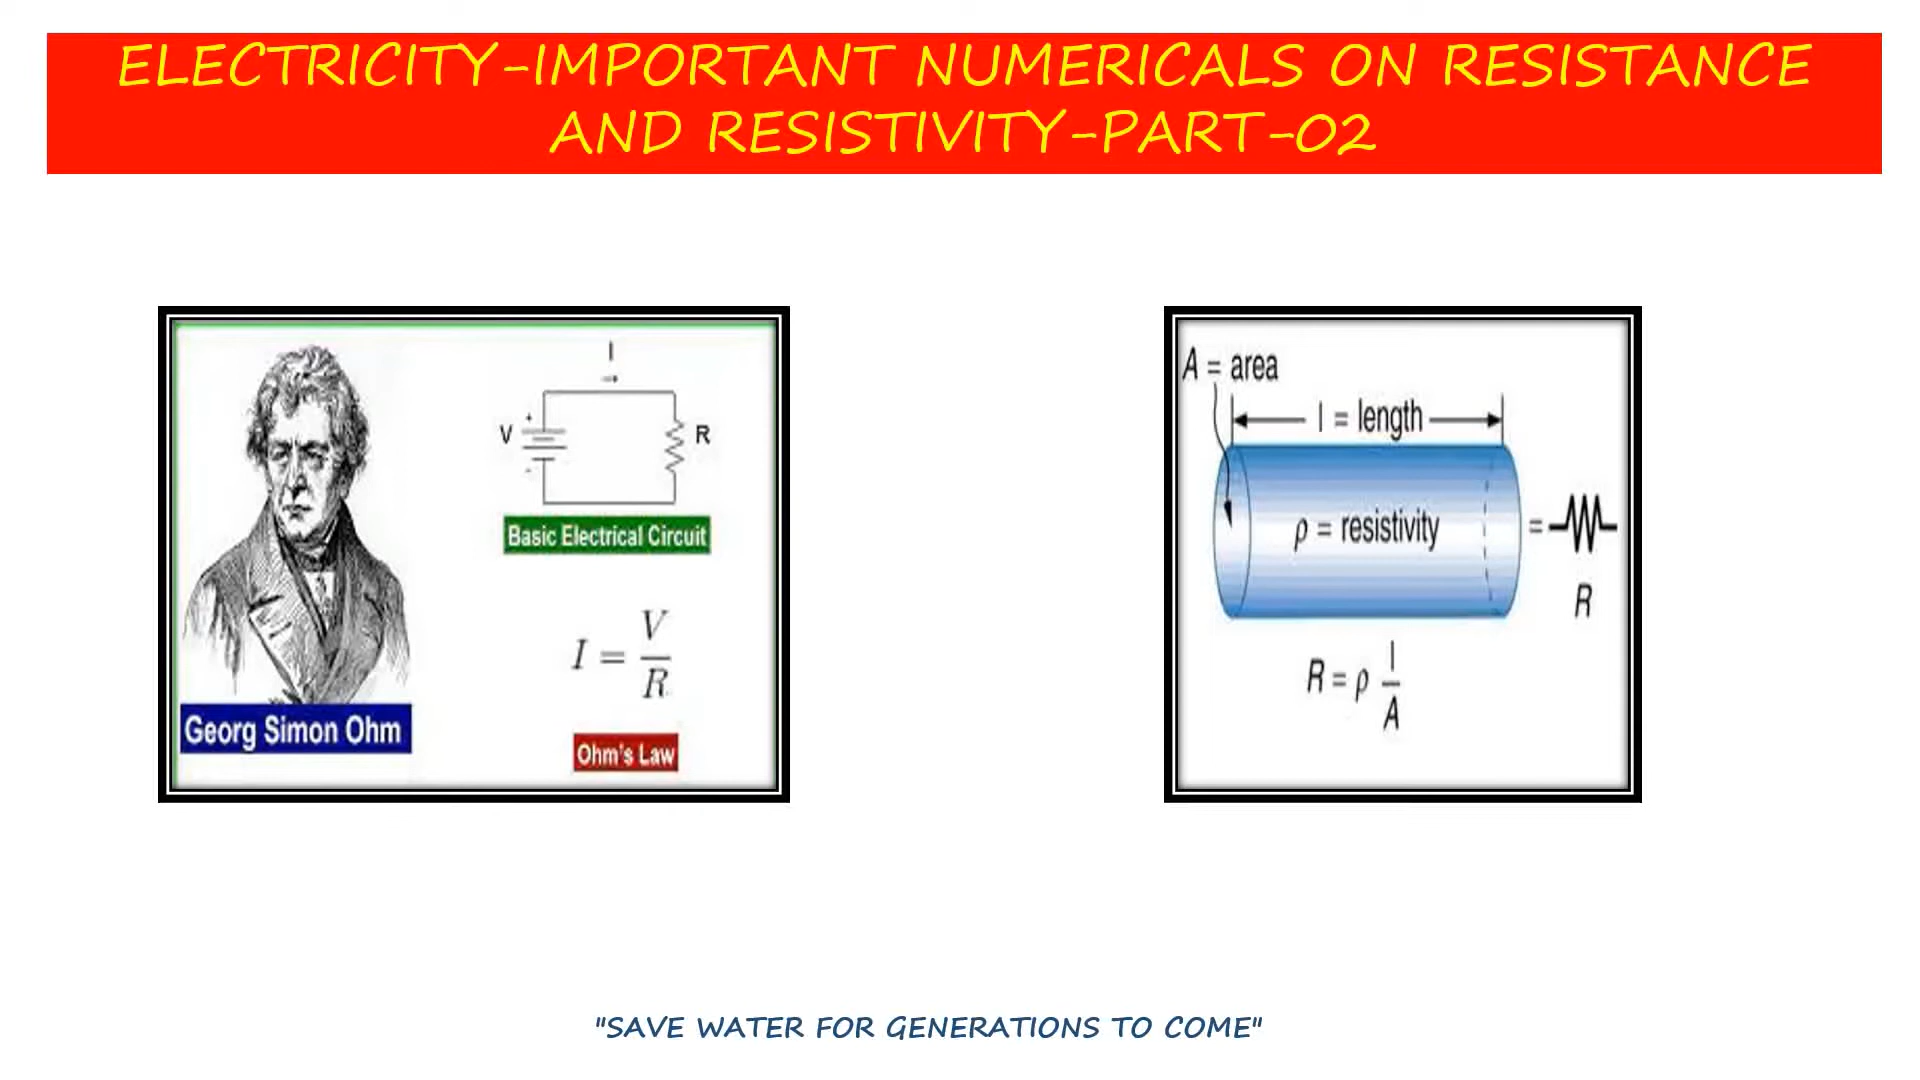 ELECTRICITY-IMPORTANT NUMERICALS ON RESISTANCE
AND RESISTIVITY-PART-02
I
→
V
+
-
R
Basic Electrical Circuit
I = V/R
Georg Simon Ohm
Ohm's Law
A = area
l = length
ρ = resistivity
=
R
R = ρ l/A
"SAVE WATER FOR GENERATIONS TO COME"